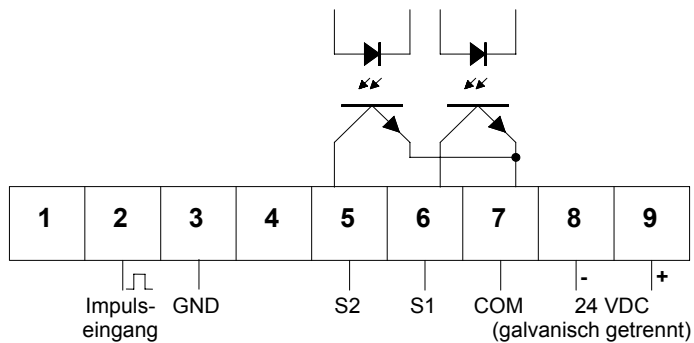 1 2 3 4 5 6 7 8 9
- +
Impuls- GND S2 S1 COM 24 VDC
eingang (galvanisch getrennt)